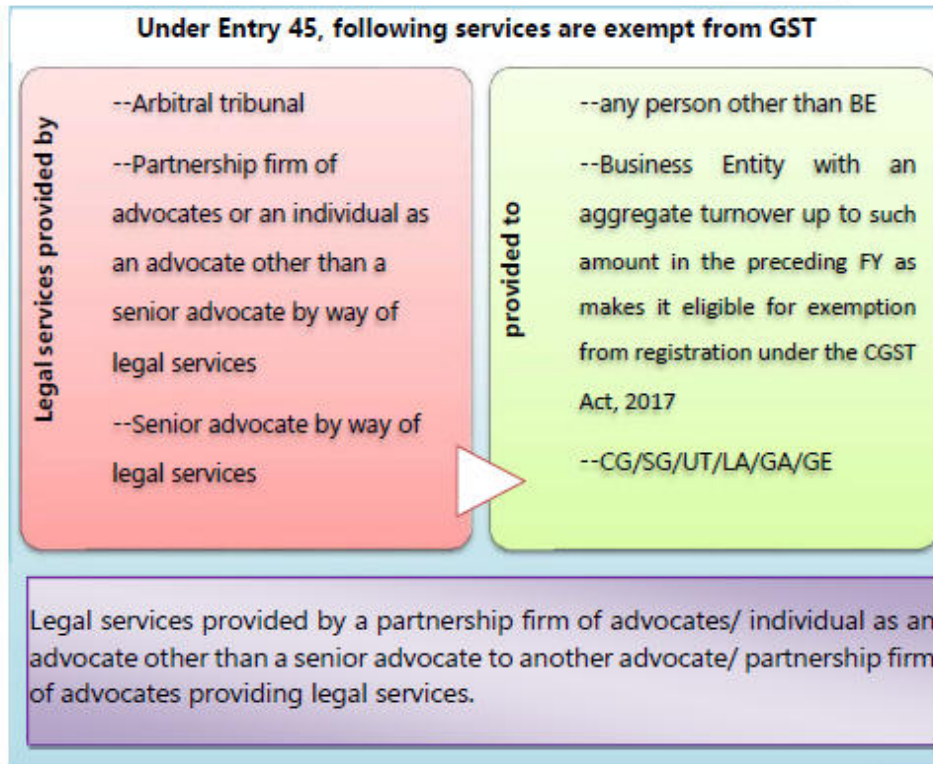 Under Entry 45, following services are exempt from GST
Legal services provided by
--Arbitral tribunal
--Partnership firm of
advocates or an individual as
an advocate other than a
senior advocate by way of
legal services
--Senior advocate by way of
legal services
provided to
--any person other than BE
--Business Entity with an
aggregate turnover up to such
amount in the preceding FY as
makes it eligible for exemption
from registration under the CGST
Act, 2017
--CG/SG/UT/LA/GA/GE
Legal services provided by a partnership firm of advocates/ individual as an
advocate other than a senior advocate to another advocate/ partnership firm
of advocates providing legal services.